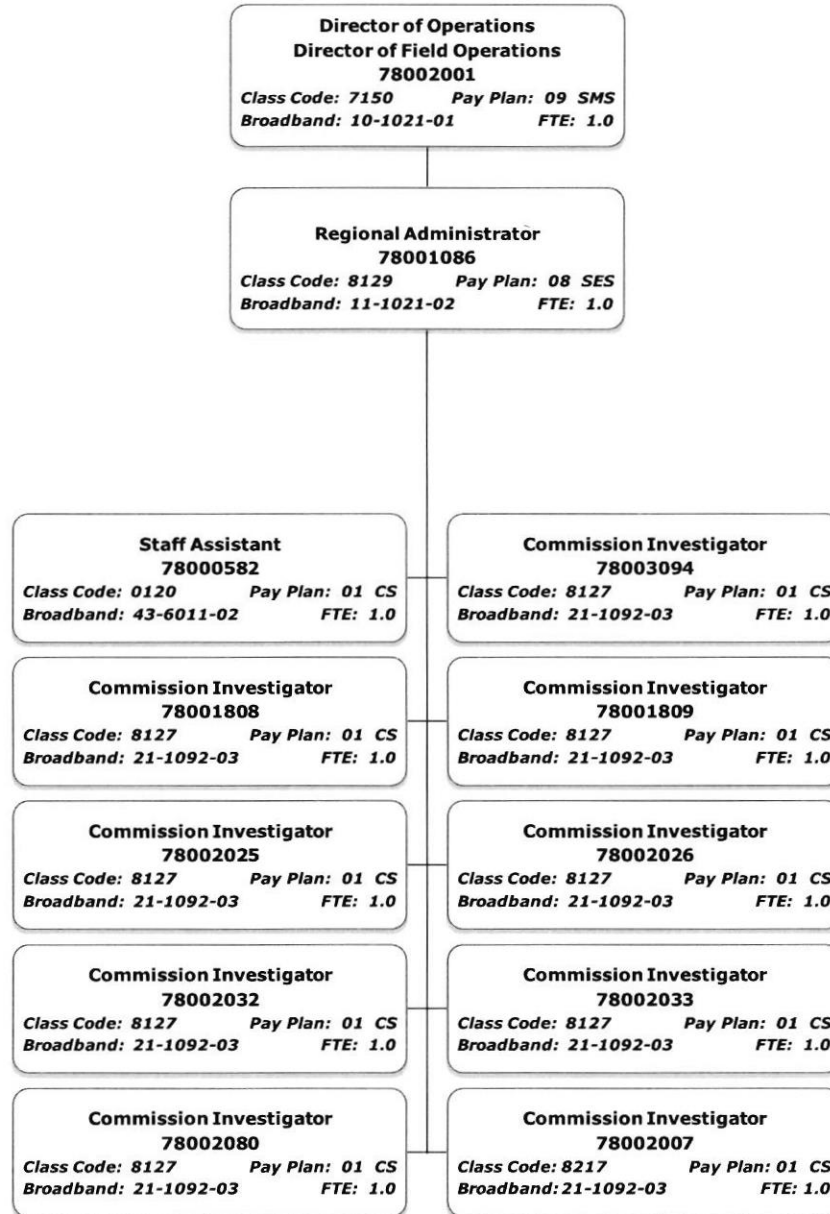 Director of Operations
Director of Field Operations
78002001
Class Code: 7150 Pay Plan: 09 SMS
Broadband: 10-1021-01 FTE: 1.0
Regional Administrator
78001086
Class Code: 8129 Pay Plan: 08 SES
Broadband: 11-1021-02 FTE: 1.0
Staff Assistant
78000582
Class Code: 0120 Pay Plan: 01 CS
Broadband: 43-6011-02 FTE: 1.0
Commission Investigator
78003094
Class Code: 8127 Pay Plan: 01 CS
Broadband: 21-1092-03 FTE: 1.0
Commission Investigator
78001808
Class Code: 8127 Pay Plan: 01 CS
Broadband: 21-1092-03 FTE: 1.0
Commission Investigator
78001809
Class Code: 8127 Pay Plan: 01 CS
Broadband: 21-1092-03 FTE: 1.0
Commission Investigator
78002025
Class Code: 8127 Pay Plan: 01 CS
Broadband: 21-1092-03 FTE: 1.0
Commission Investigator
78002026
Class Code: 8127 Pay Plan: 01 CS
Broadband: 21-1092-03 FTE: 1.0
Commission Investigator
78002032
Class Code: 8127 Pay Plan: 01 CS
Broadband: 21-1092-03 FTE: 1.0
Commission Investigator
78002033
Class Code: 8127 Pay Plan: 01 CS
Broadband: 21-1092-03 FTE: 1.0
Commission Investigator
78002080
Class Code: 8127 Pay Plan: 01 CS
Broadband: 21-1092-03 FTE: 1.0
Commission Investigator
78002007
Class Code: 8217 Pay Plan: 01 CS
Broadband: 21-1092-03 FTE: 1.0